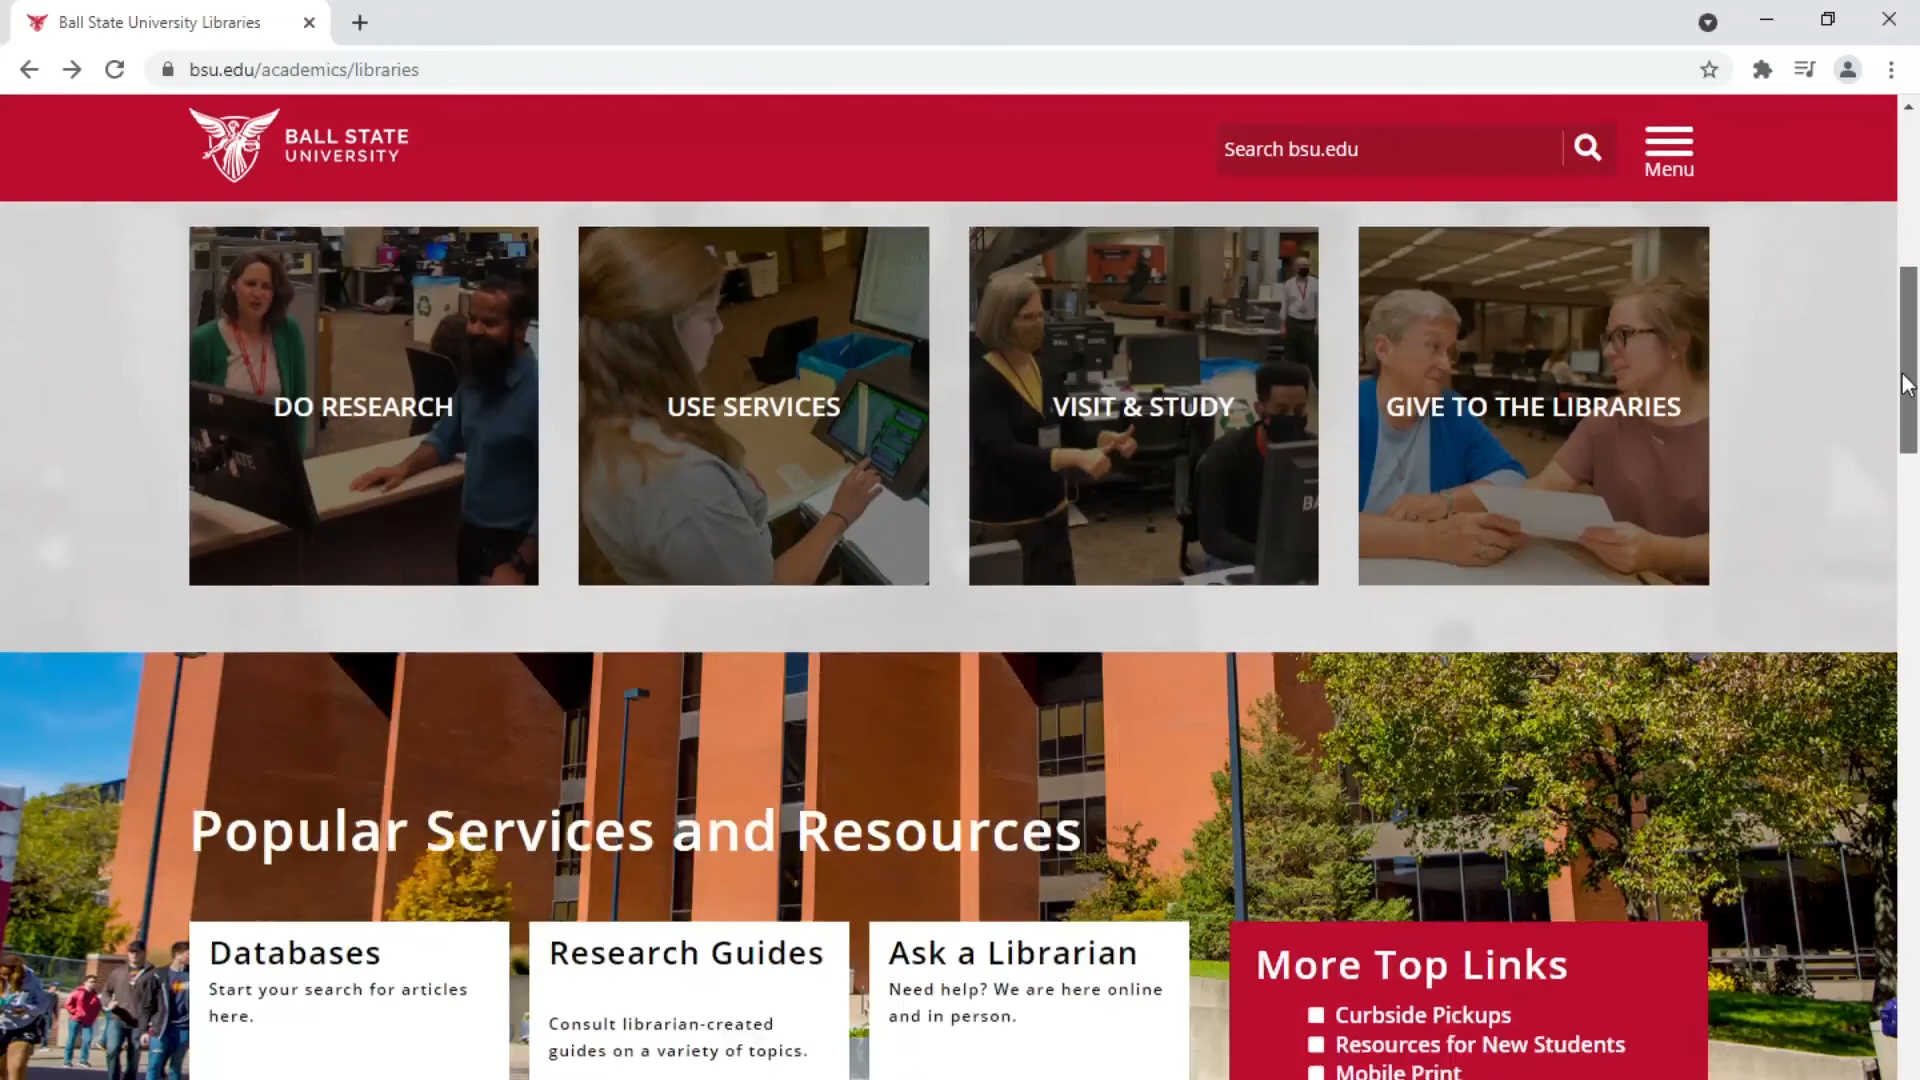 Ball State University Libraries
bsu.edu/academics/libraries
BALL STATE
UNIVERSITY
Search bsu.edu
Menu
DO RESEARCH
USE SERVICES
VISIT & STUDY
GIVE TO THE LIBRARIES
Popular Services and Resources
Databases
Start your search for articles
here.
Research Guides
Consult librarian-created
guides on a variety of topics.
Ask a Librarian
Need help? We are here online
and in person.
More Top Links
Curbside Pickups
Resources for New Students
Mobile Print